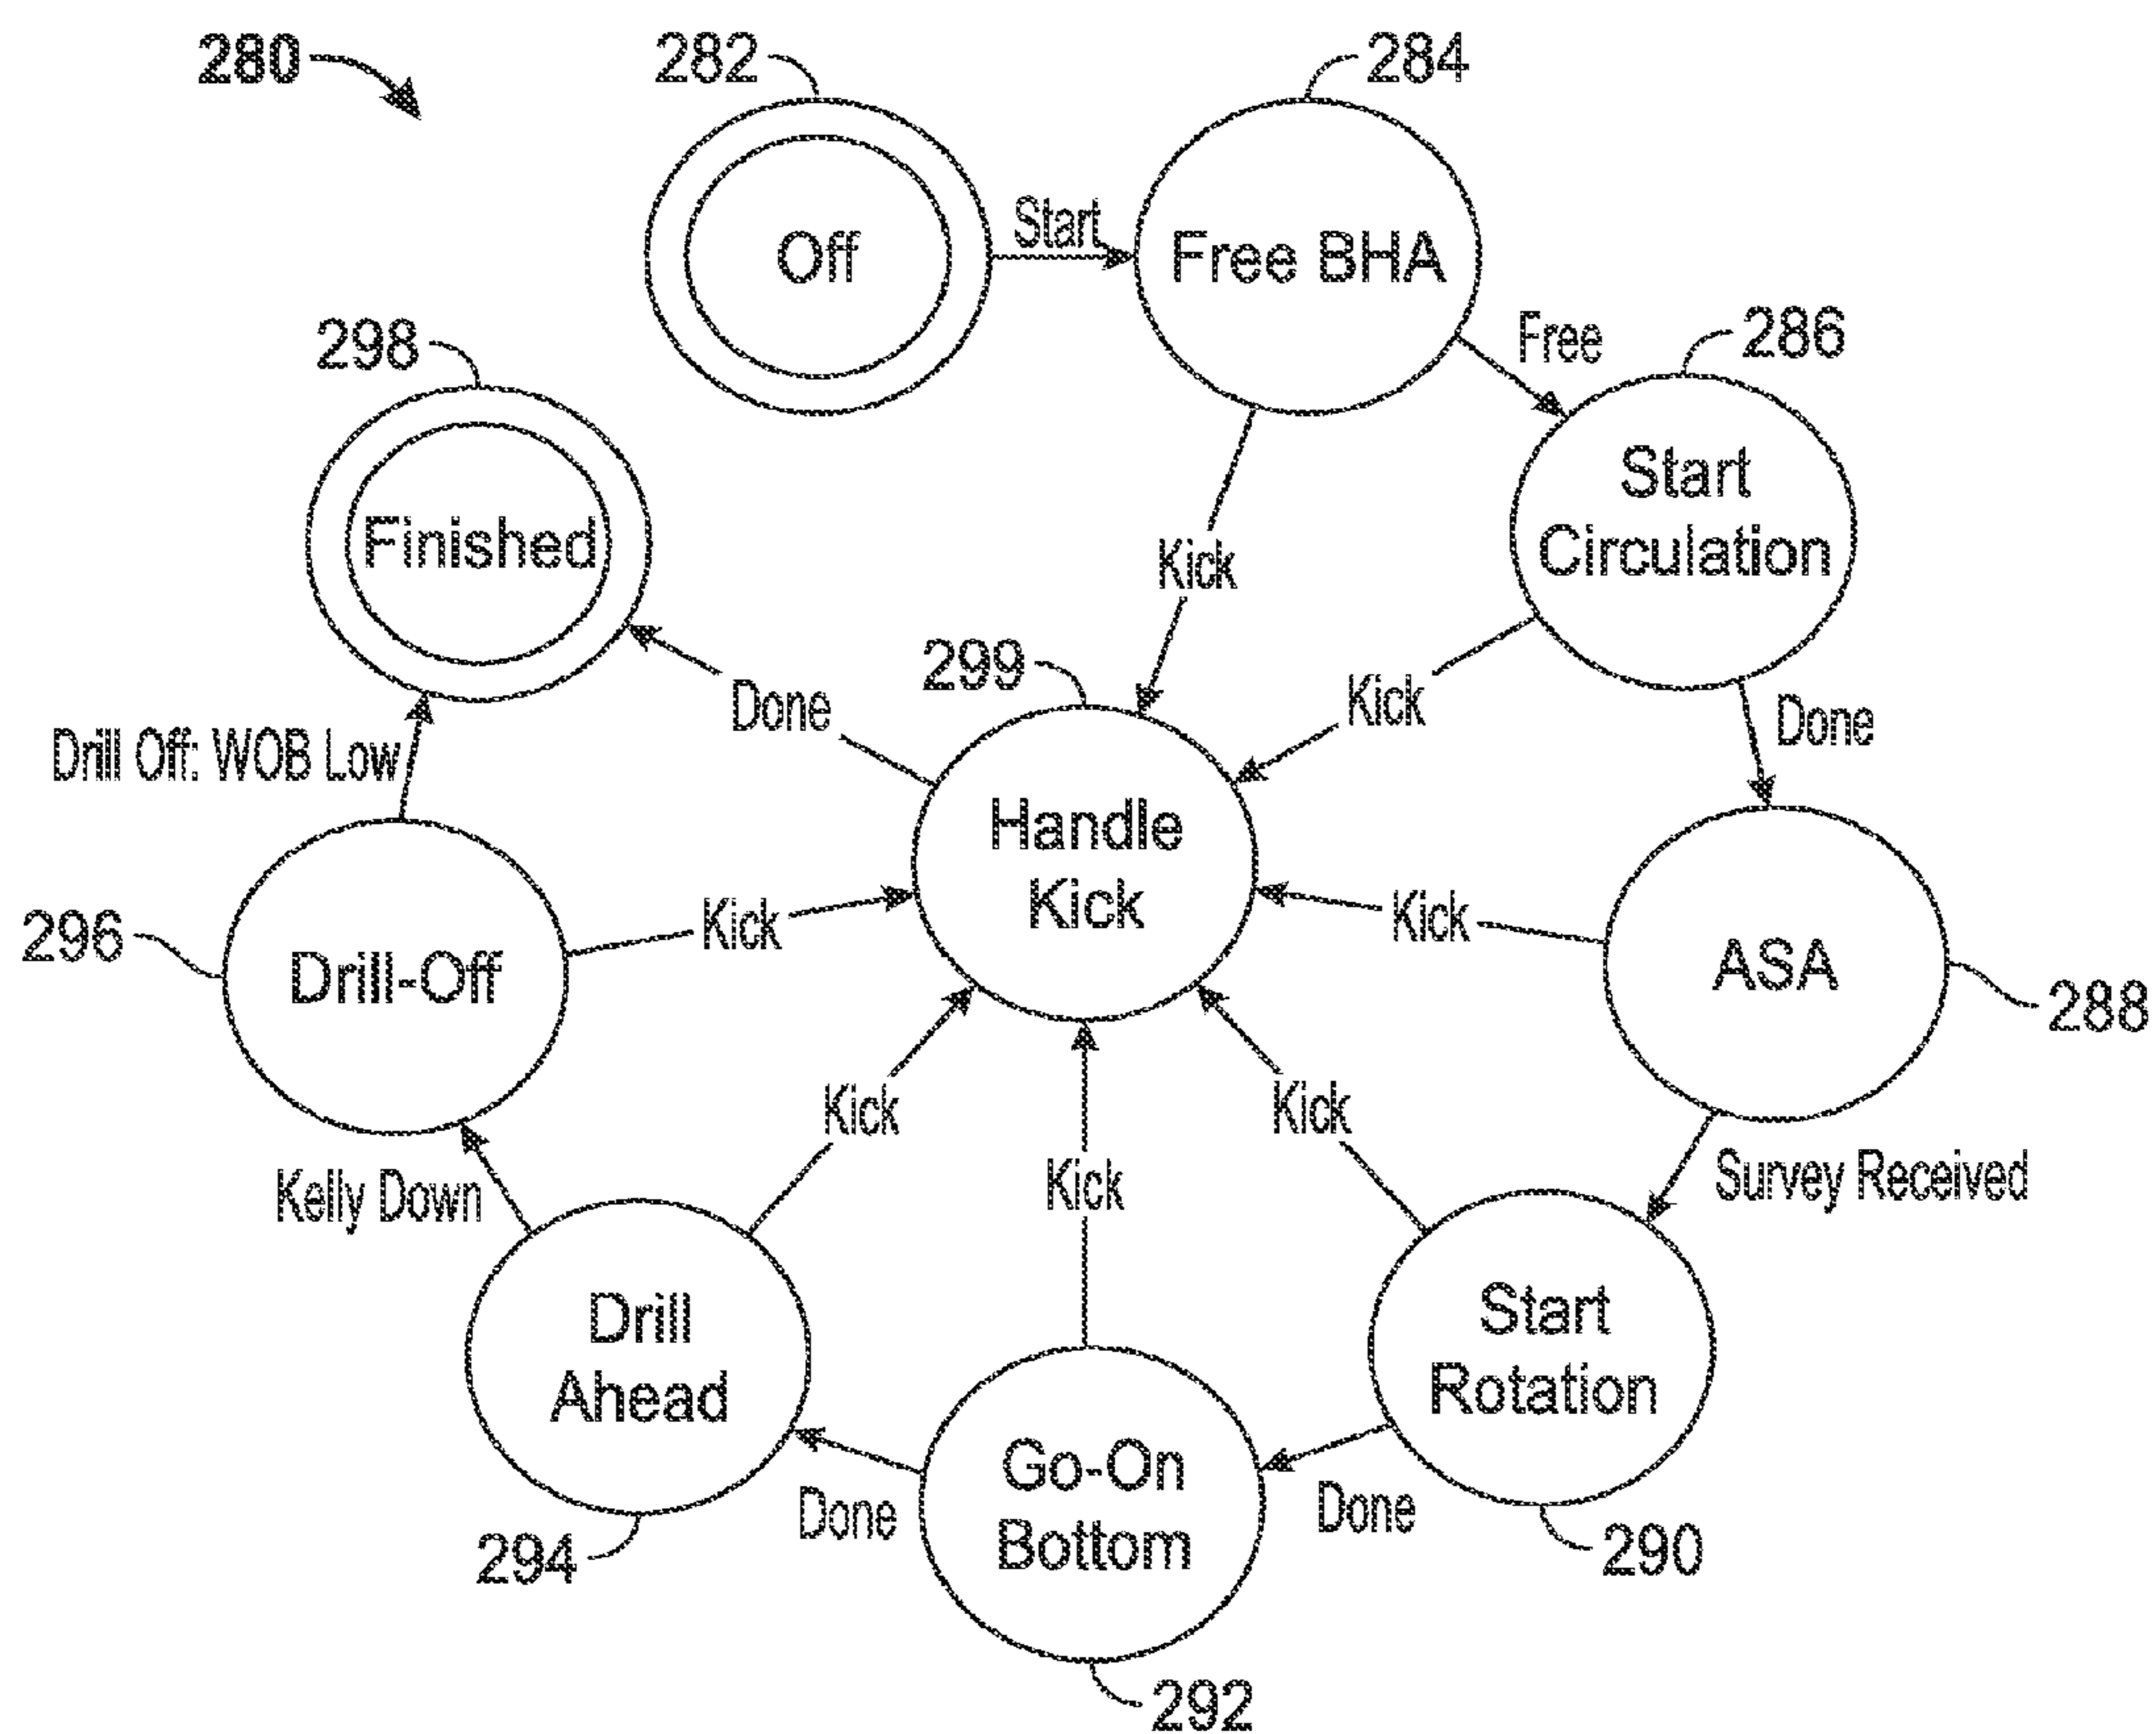 280
282
284
Off
Start
Free BHA
298
Free
286
Finished
Start
Circulation
Kick
299
Done
Kick
Done
Drill Off: WOB Low
Handle
Kick
296
Drill-Off
Kick
Kick
ASA
288
Kick
Kick
Kick
Kelly Down
Survey Received
Drill
Ahead
Start
Rotation
Go-On
Bottom
Done
Done
294
290
292